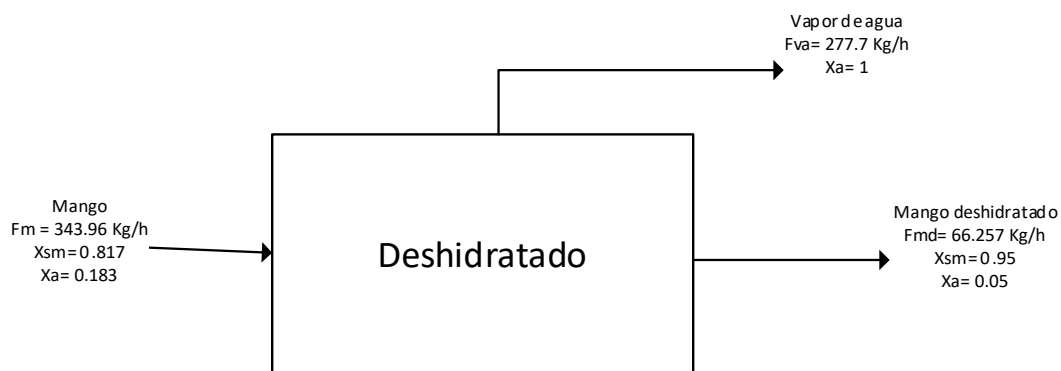 Vapor de agua
Fva= 277.7 Kg/h
Xa= 1
Mango
Fm = 343.96 Kg/h
Xsm= 0.817
Xa= 0.183
Deshidratado
Mango deshidratado
Fmd= 66.257 Kg/h
Xsm= 0.95
Xa= 0.05